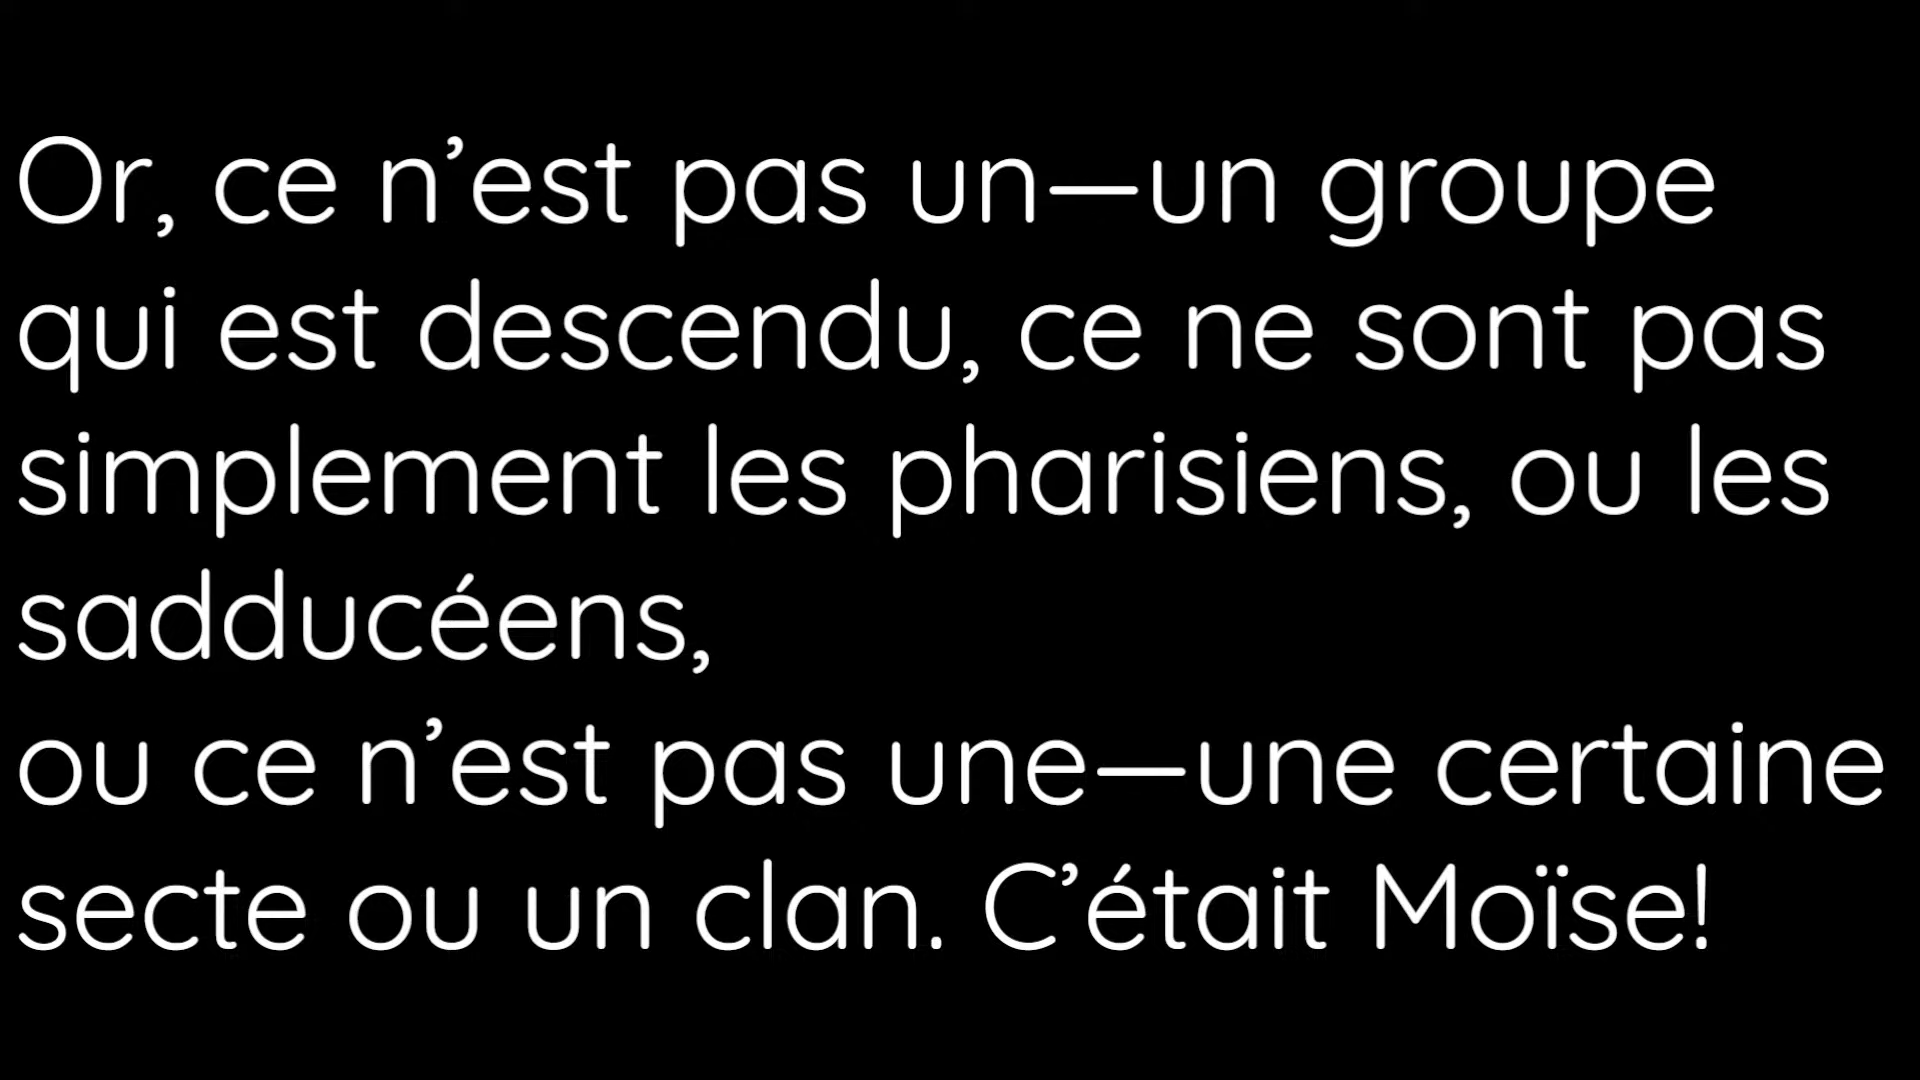 Or, ce n’est pas un—un groupe
qui est descendu, ce ne sont pas
simplement les pharisiens, ou les
sadducéens,
ou ce n’est pas une—une certaine
secte ou un clan. C’était Moïse!